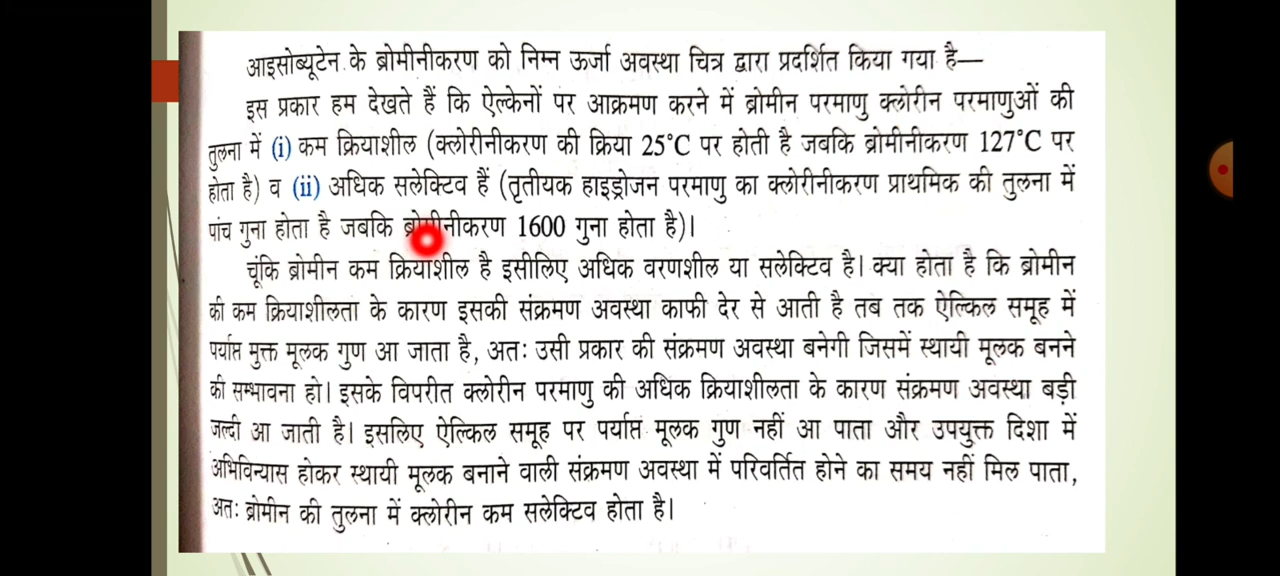 आइसोब्यूटेन के ब्रोमीनीकरण को निम्न ऊर्जा अवस्था चित्र द्वारा प्रदर्शित किया गया है—
इस प्रकार हम देखते हैं कि ऐल्केनों पर आक्रमण करने में ब्रोमीन परमाणु क्लोरीन परमाणुओं की
तुलना में (i) कम क्रियाशील (क्लोरीनीकरण की क्रिया 25°C पर होती है जबकि ब्रोमीनीकरण 127°C पर
होता है) व (ii) अधिक सलेक्टिव हैं (तृतीयक हाइड्रोजन परमाणु का क्लोरीनीकरण प्राथमिक की तुलना में
पांच गुना होता है जबकि ब्रोमीनीकरण 1600 गुना होता है)।
चूंकि ब्रोमीन कम क्रियाशील है इसीलिए अधिक वरणशील या सलेक्टिव है। क्या होता है कि ब्रोमीन
की कम क्रियाशीलता के कारण इसकी संक्रमण अवस्था काफी देर से आती है तब तक ऐल्किल समूह में
पर्याप्त मुक्त मूलक गुण आ जाता है, अतः उसी प्रकार की संक्रमण अवस्था बनेगी जिसमें स्थायी मूलक बनने
की सम्भावना हो। इसके विपरीत क्लोरीन परमाणु की अधिक क्रियाशीलता के कारण संक्रमण अवस्था बड़ी
जल्दी आ जाती है। इसलिए ऐल्किल समूह पर पर्याप्त मूलक गुण नहीं आ पाता और उपयुक्त दिशा में
अभिविन्यास होकर स्थायी मूलक बनाने वाली संक्रमण अवस्था में परिवर्तित होने का समय नहीं मिल पाता,
अतः ब्रोमीन की तुलना में क्लोरीन कम सलेक्टिव होता है।